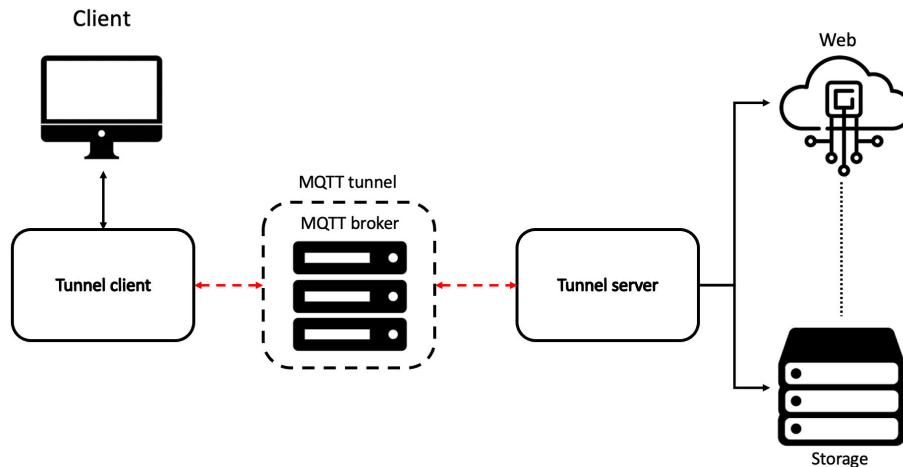 Client
Web
MQTT tunnel
MQTT broker
Tunnel client
Tunnel server
Storage